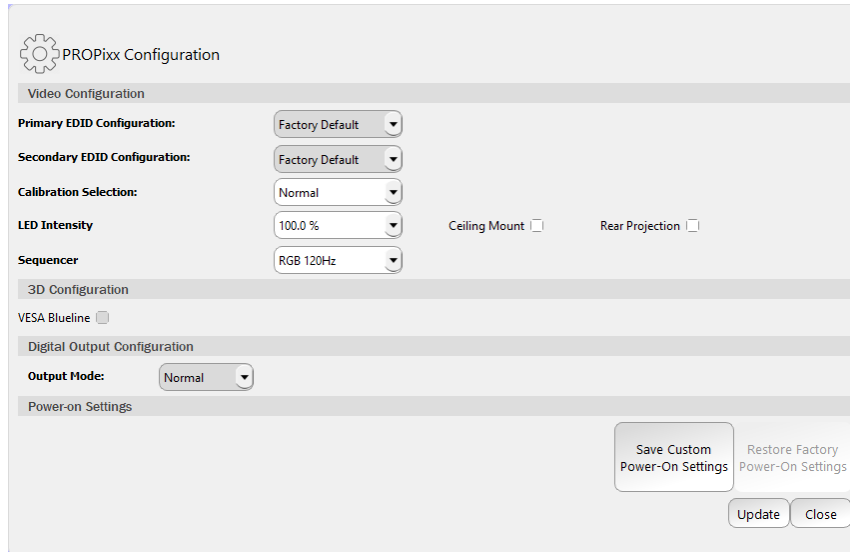 PROPixx Configuration
Video Configuration
Primary EDID Configuration: Factory Default
Secondary EDID Configuration: Factory Default
Calibration Selection: Normal
LED Intensity 100.0 % Ceiling Mount Rear Projection
Sequencer RGB 120Hz
3D Configuration
VESA Blueline
Digital Output Configuration
Output Mode: Normal
Power-on Settings
Save Custom Restore Factory
Power-On Settings Power-On Settings
Update Close